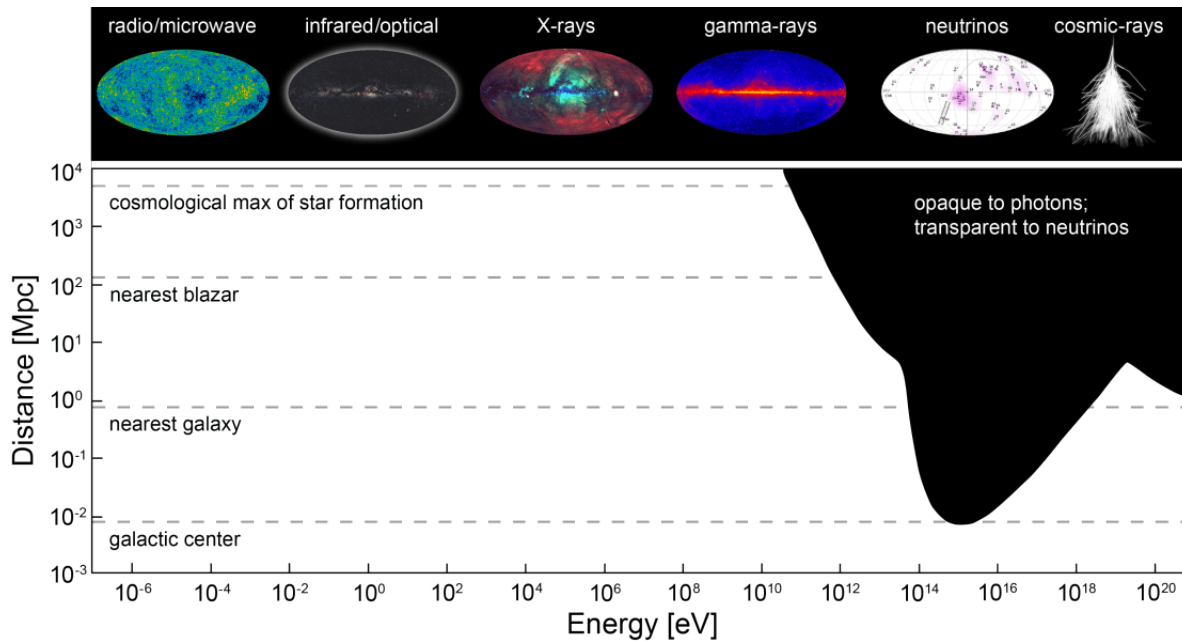 radio/microwave
infrared/optical
X-rays
gamma-rays
neutrinos
cosmic-rays
Distance [Mpc]
10⁴
10³
10²
10¹
10⁰
10⁻¹
10⁻²
10⁻³
cosmological max of star formation
nearest blazar
nearest galaxy
galactic center
opaque to photons;
transparent to neutrinos
10⁻⁶
10⁻⁴
10⁻²
10⁰
10²
10⁴
10⁶
10⁸
10¹⁰
10¹²
10¹⁴
10¹⁶
10¹⁸
10²⁰
Energy [eV]